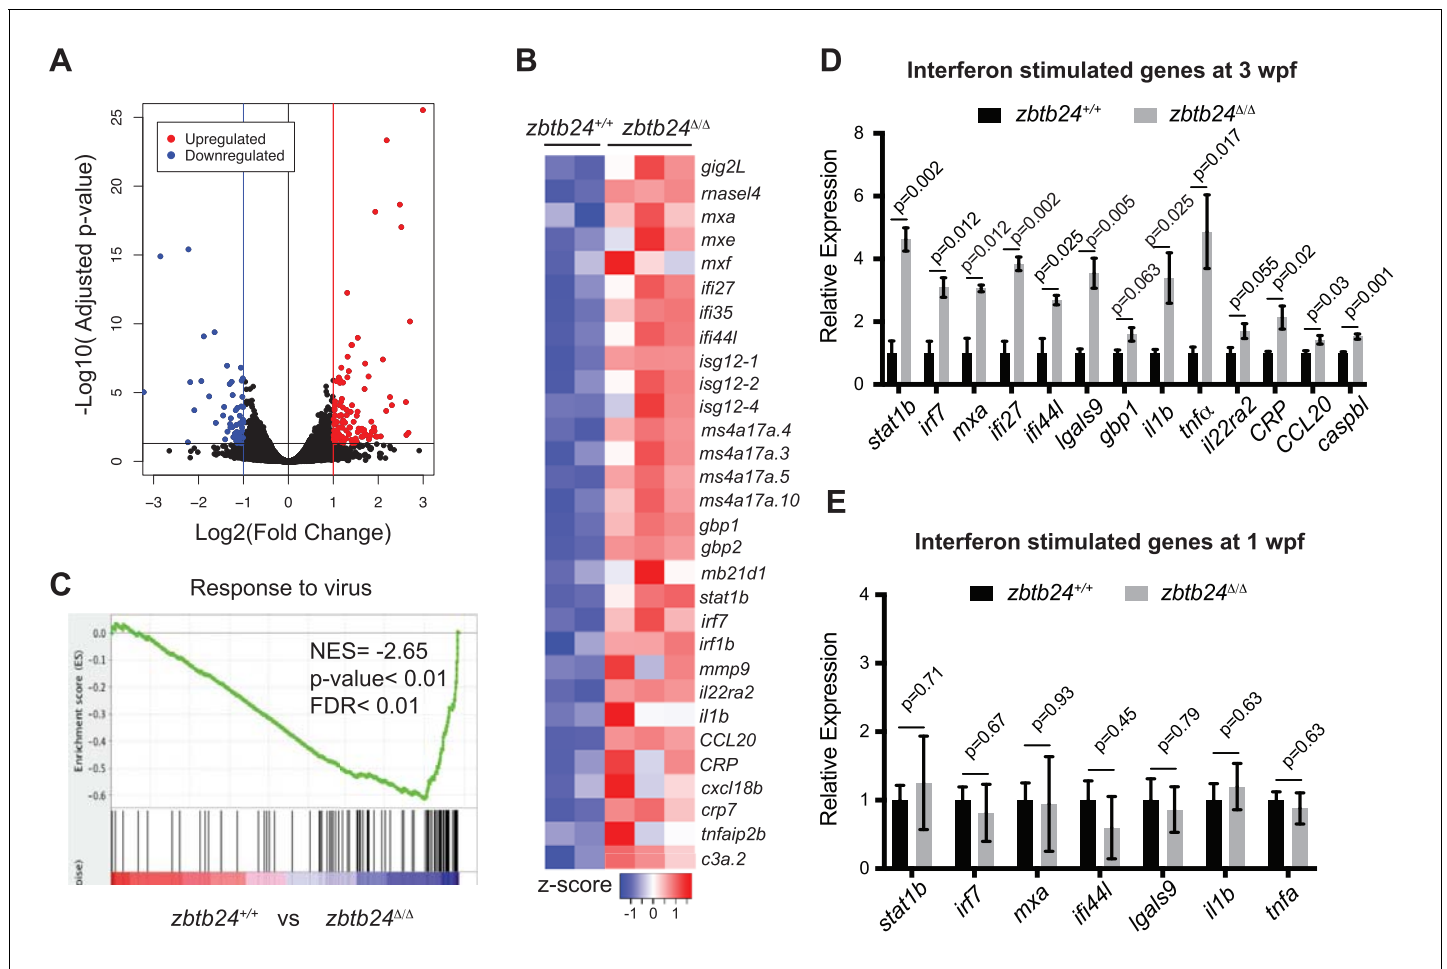 A
-Log10( Adjusted p-value)
25
20
15
10
5
0
Upregulated
Downregulated
−3 −2 −1 0 1 2 3
Log2(Fold Change)
B
zbtb24+/+ zbtb24Δ/Δ
gig2L
rnasel4
mxa
mxe
mxf
ifi27
ifi35
ifi44l
isg12-1
isg12-2
isg12-4
ms4a17a.4
ms4a17a.3
ms4a17a.5
ms4a17a.10
gbp1
gbp2
mb21d1
stat1b
irf7
irf1b
mmp9
il22ra2
il1b
CCL20
CRP
cxcl18b
crp7
tnfaip2b
c3a.2
z-score
-1 0 1
C
Response to virus
Enrichment score (ES)
0.0
-0.1
-0.2
-0.3
-0.4
-0.5
-0.6
NES= -2.65
p-value< 0.01
FDR< 0.01
oise)
zbtb24+/+ vs zbtb24Δ/Δ
D
Interferon stimulated genes at 3 wpf
zbtb24+/+ zbtb24Δ/Δ
Relative Expression
8
6
4
2
0
p=0.002
p=0.012
p=0.012
p=0.002
p=0.025
p=0.005
p=0.063
p=0.025
p=0.017
p=0.055
p=0.02
p=0.03
p=0.001
stat1b
irf7
mxa
ifi27
ifi44l
lgals9
gbp1
il1b
tnfα
il22ra2
CRP
CCL20
caspbl
E
Interferon stimulated genes at 1 wpf
zbtb24+/+ zbtb24Δ/Δ
Relative Expression
4
3
2
1
0
p=0.71
p=0.67
p=0.93
p=0.45
p=0.79
p=0.63
p=0.63
stat1b
irf7
mxa
ifi44l
lgals9
il1b
tnfa